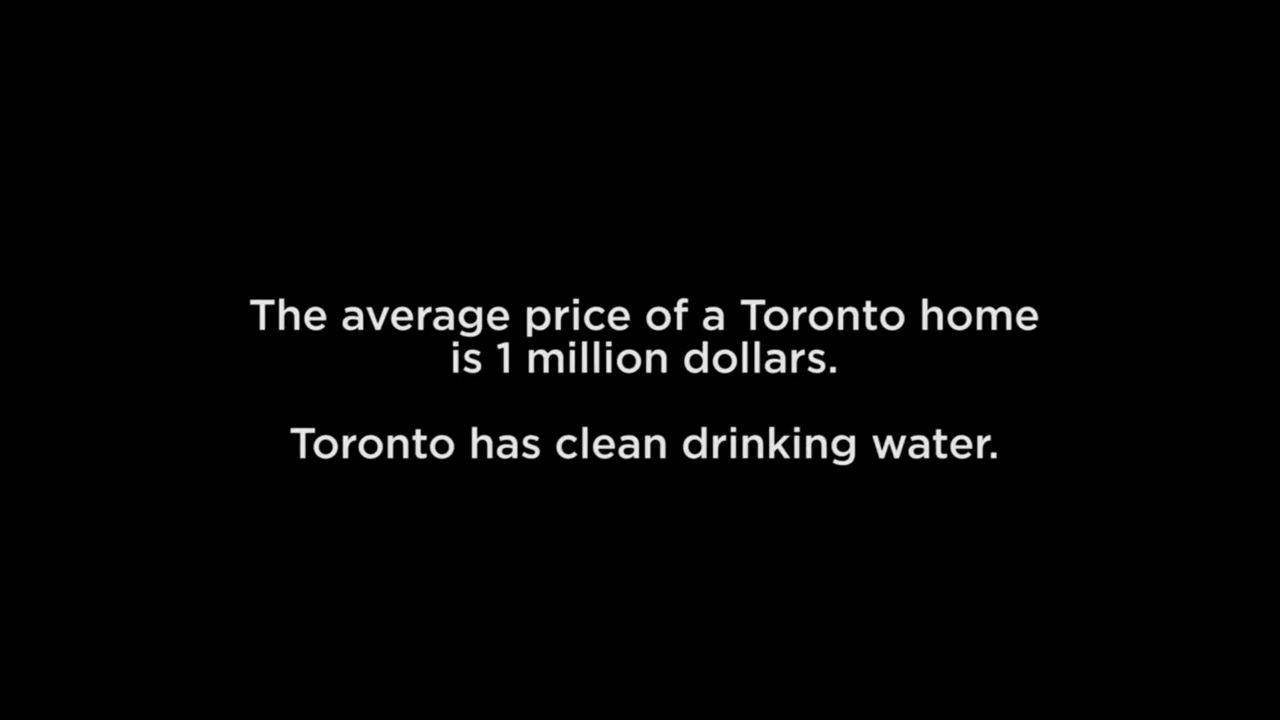 The average price of a Toronto home
is 1 million dollars.
Toronto has clean drinking water.